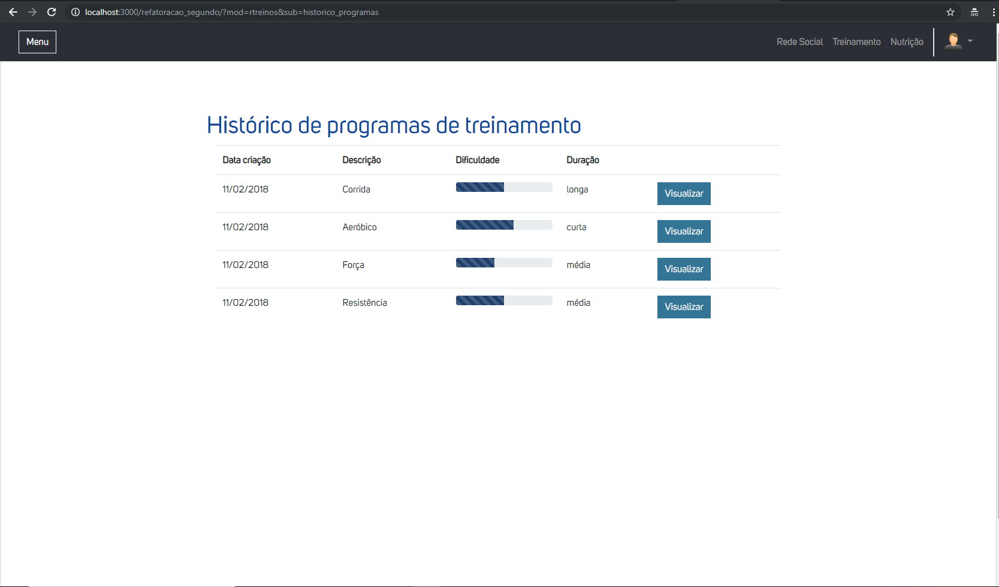 localhost:3000/refatoracao_segundo/?mod=rtreinos&sub=historico_programas
Menu Rede Social Treinamento Nutrição
Histórico de programas de treinamento
Data criação Descrição Dificuldade Duração
11/02/2018 Corrida longa Visualizar
11/02/2018 Aeróbico curta Visualizar
11/02/2018 Força média Visualizar
11/02/2018 Resistência média Visualizar